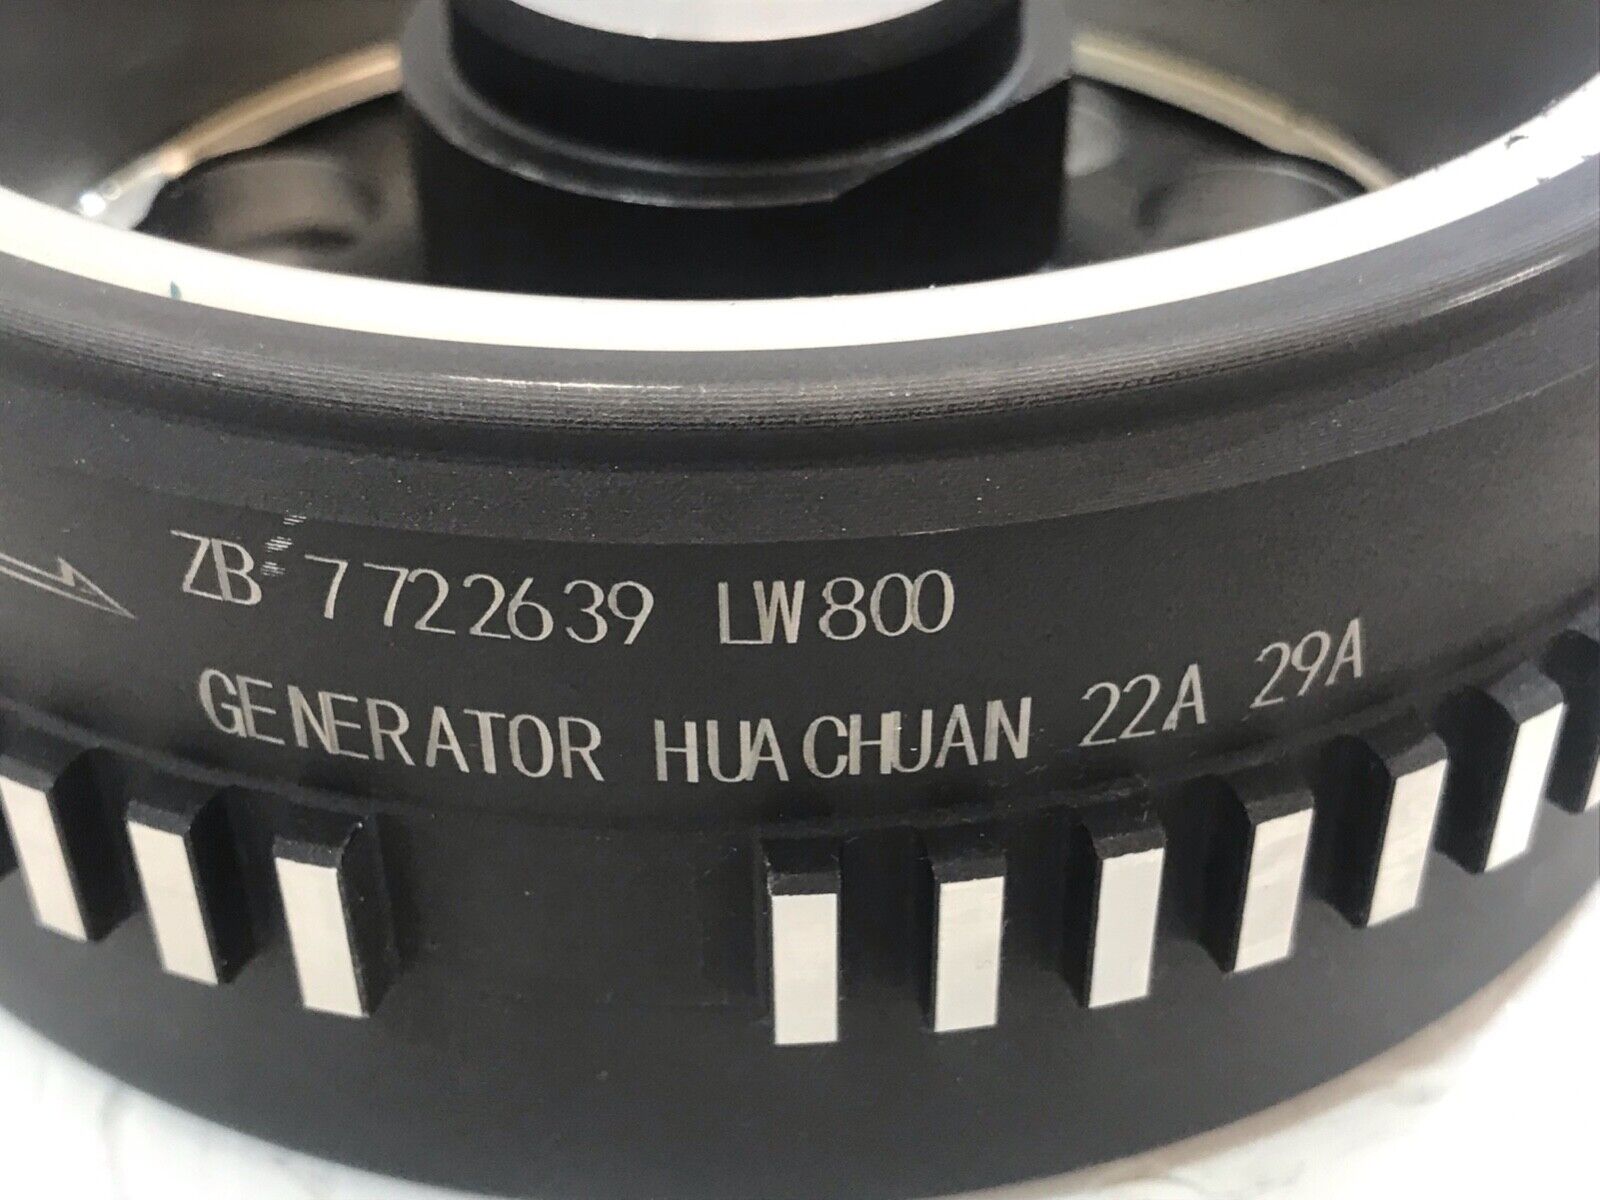 ZB 7722639 LW800
GENERATOR HUACHUAN 22A 29A